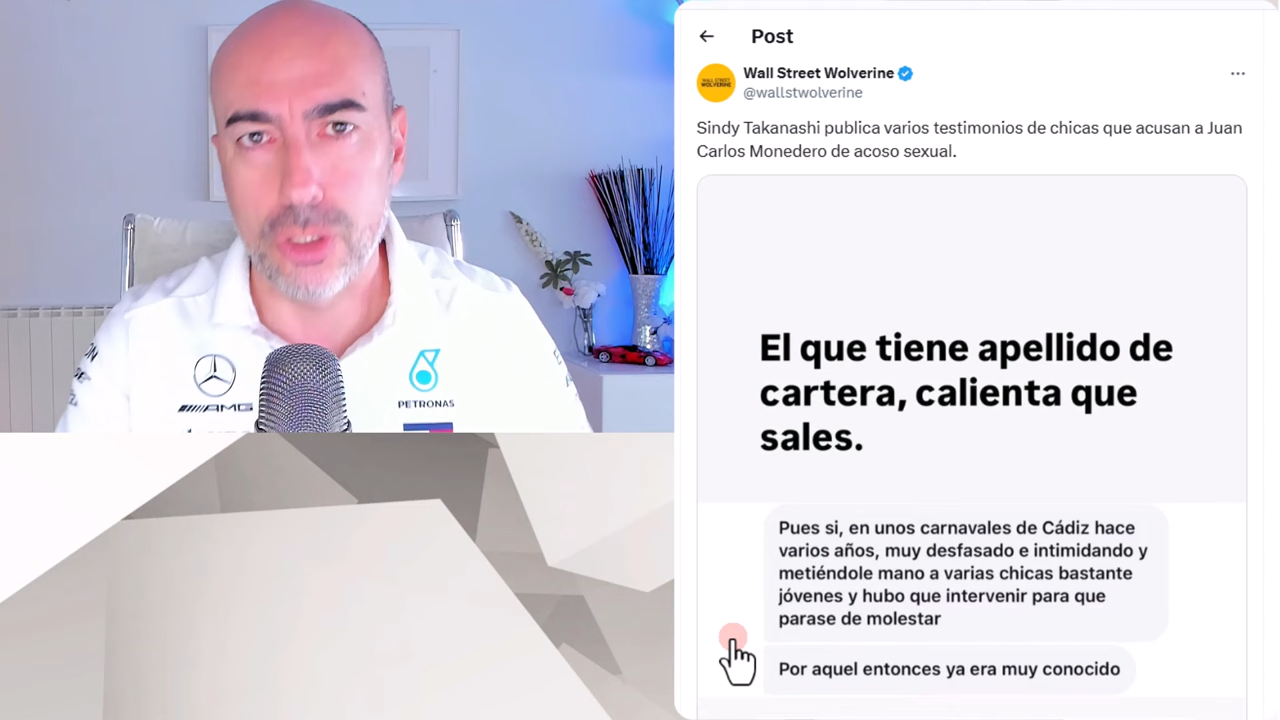 Post
Wall Street Wolverine
@wallstwolverine
Sindy Takanashi publica varios testimonios de chicas que acusan a Juan
Carlos Monedero de acoso sexual.
El que tiene apellido de
cartera, calienta que
sales.
Pues si, en unos carnavales de Cádiz hace
varios años, muy desfasado e intimidando y
metiéndole mano a varias chicas bastante
jóvenes y hubo que intervenir para que
parase de molestar
Por aquel entonces ya era muy conocido
AMG
PETRONAS